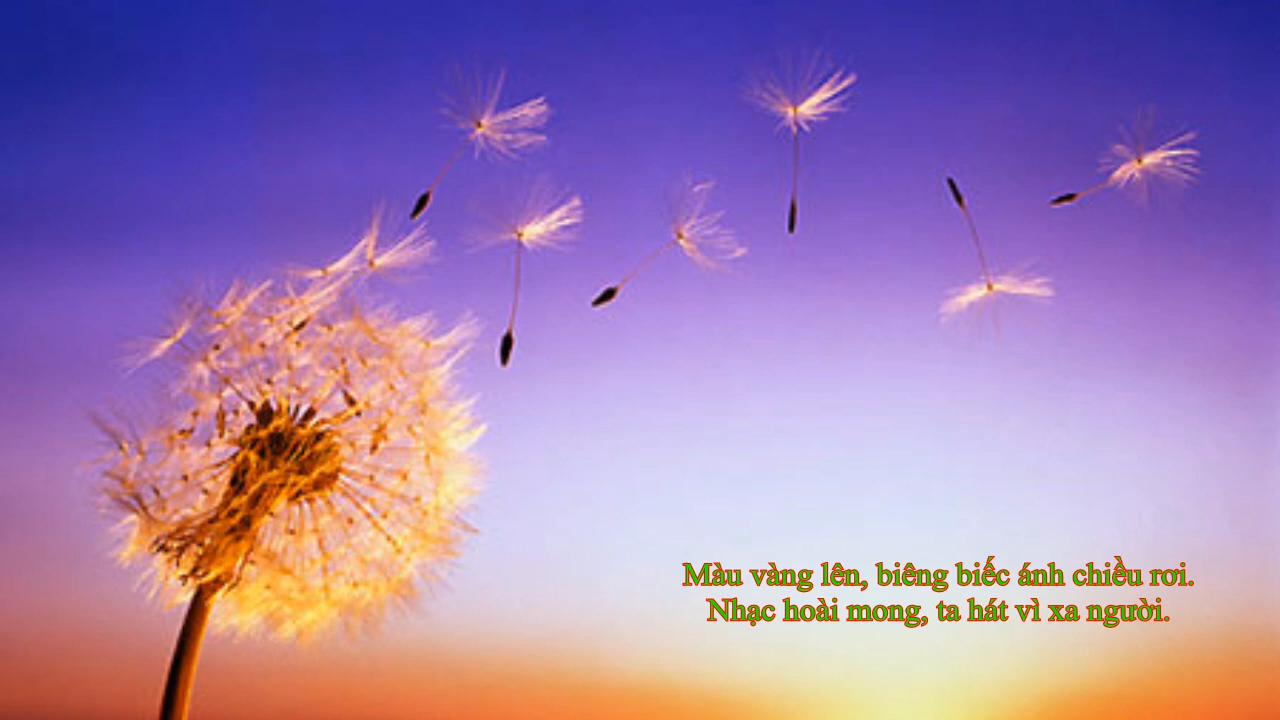 Màu vàng lên, biêng biếc ánh chiều rơi.
Nhạc hoài mong, ta hát vì xa người.